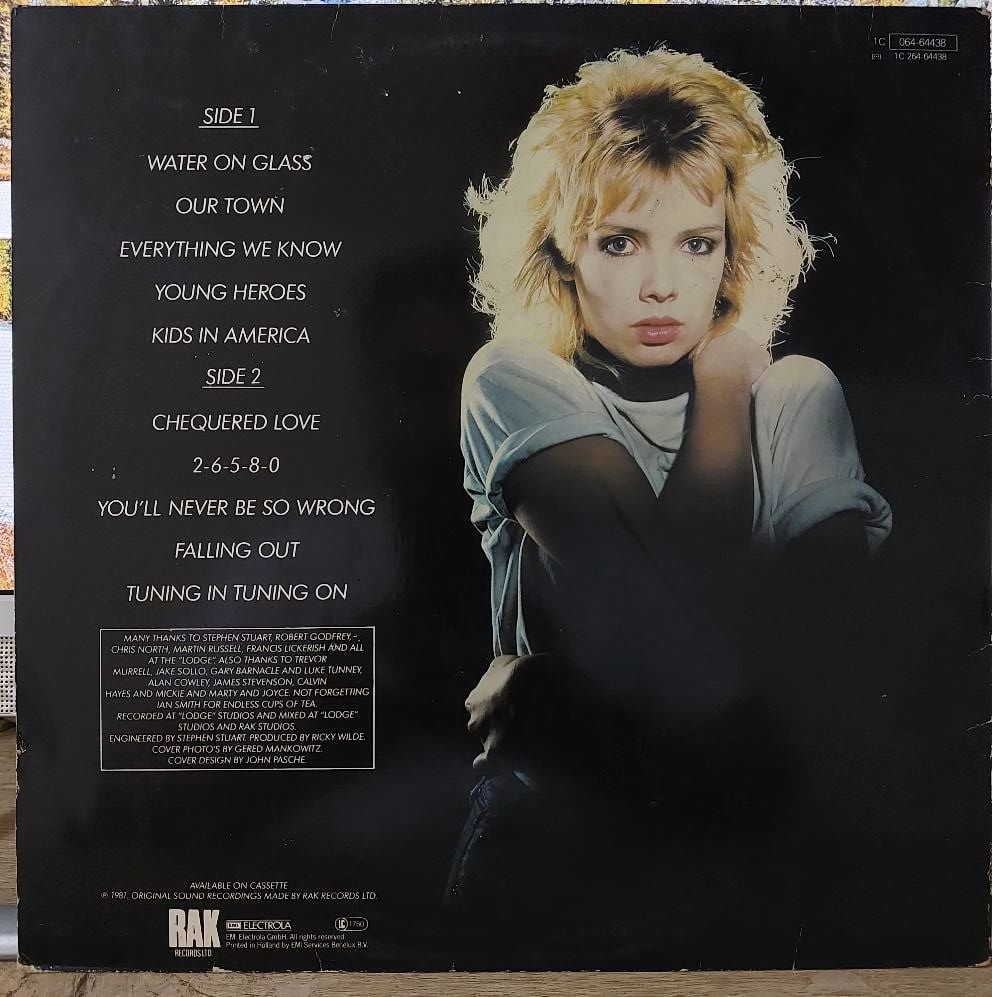 1C 064-64438
1C 264-64438
SIDE 1
WATER ON GLASS
OUR TOWN
EVERYTHING WE KNOW
YOUNG HEROES
KIDS IN AMERICA
SIDE 2
CHEQUERED LOVE
2-6-5-8-0
YOU'LL NEVER BE SO WRONG
FALLING OUT
TUNING IN TUNING ON
MANY THANKS TO STEPHEN STUART, ROBERT GODFREY,
CHRIS NORTH, MARTIN RUSSELL, FRANCIS LICKERISH AND ALL
AT THE "LODGE". ALSO THANKS TO TREVOR
MURRELL, JAKE SOLLO, GARY BARNACLE AND LUKE TUNNEY,
ALAN COWLEY, JAMES STEVENSON, CALVIN
HAYES AND MICKIE AND MARTY AND JOYCE. NOT FORGETTING
IAN SMITH FOR ENDLESS CUPS OF TEA.
RECORDED AT "LODGE" STUDIOS AND MIXED AT "LODGE"
STUDIOS AND RAK STUDIOS.
ENGINEERED BY STEPHEN STUART. PRODUCED BY RICKY WILDE.
COVER PHOTO'S BY GERED MANKOWITZ.
COVER DESIGN BY JOHN PASCHE.
AVAILABLE ON CASSETTE
℗ 1981. ORIGINAL SOUND RECORDINGS MADE BY RAK RECORDS LTD.
RAK
RECORDS LTD.
EMI ELECTROLA
LC 1750
EMI Electrola GmbH. All rights reserved.
Printed in Holland by EMI Services Benelux B.V.